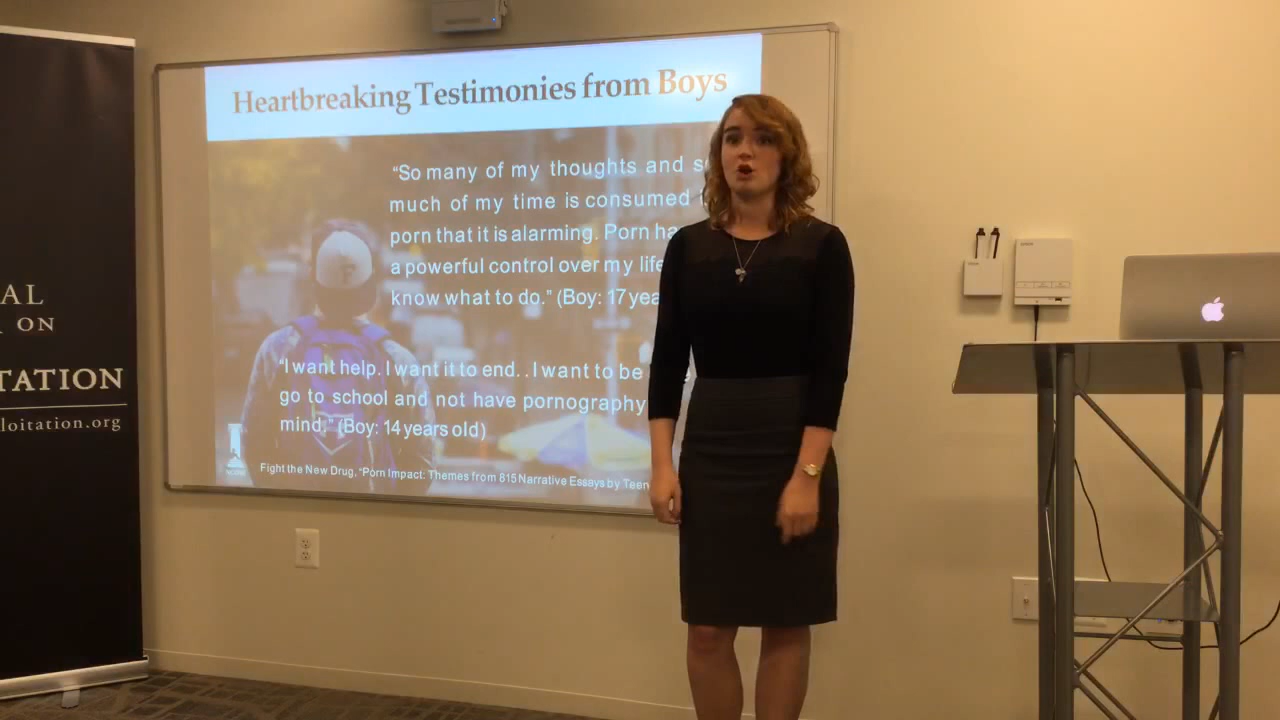 Heartbreaking Testimonies from Boys
"So many of my thoughts and s
much of my time is consumed
porn that it is alarming. Porn ha
a powerful control over my life
know what to do." (Boy: 17 yea
"I want help. I want it to end. . I want to be
go to school and not have pornography
mind," (Boy: 14 years old)
Fight the New Drug, "Porn Impact: Themes from 815 Narrative Essays by Teen
AL
ON
TATION
loitation.org